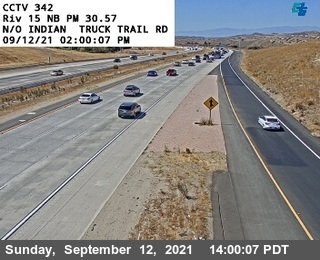 CCTV 342
Riv 15 NB PM 30.57
N/O INDIAN TRUCK TRAIL RD
09/12/21 02:00:07 PM
Sunday, September 12, 2021 14:00:07 PDT